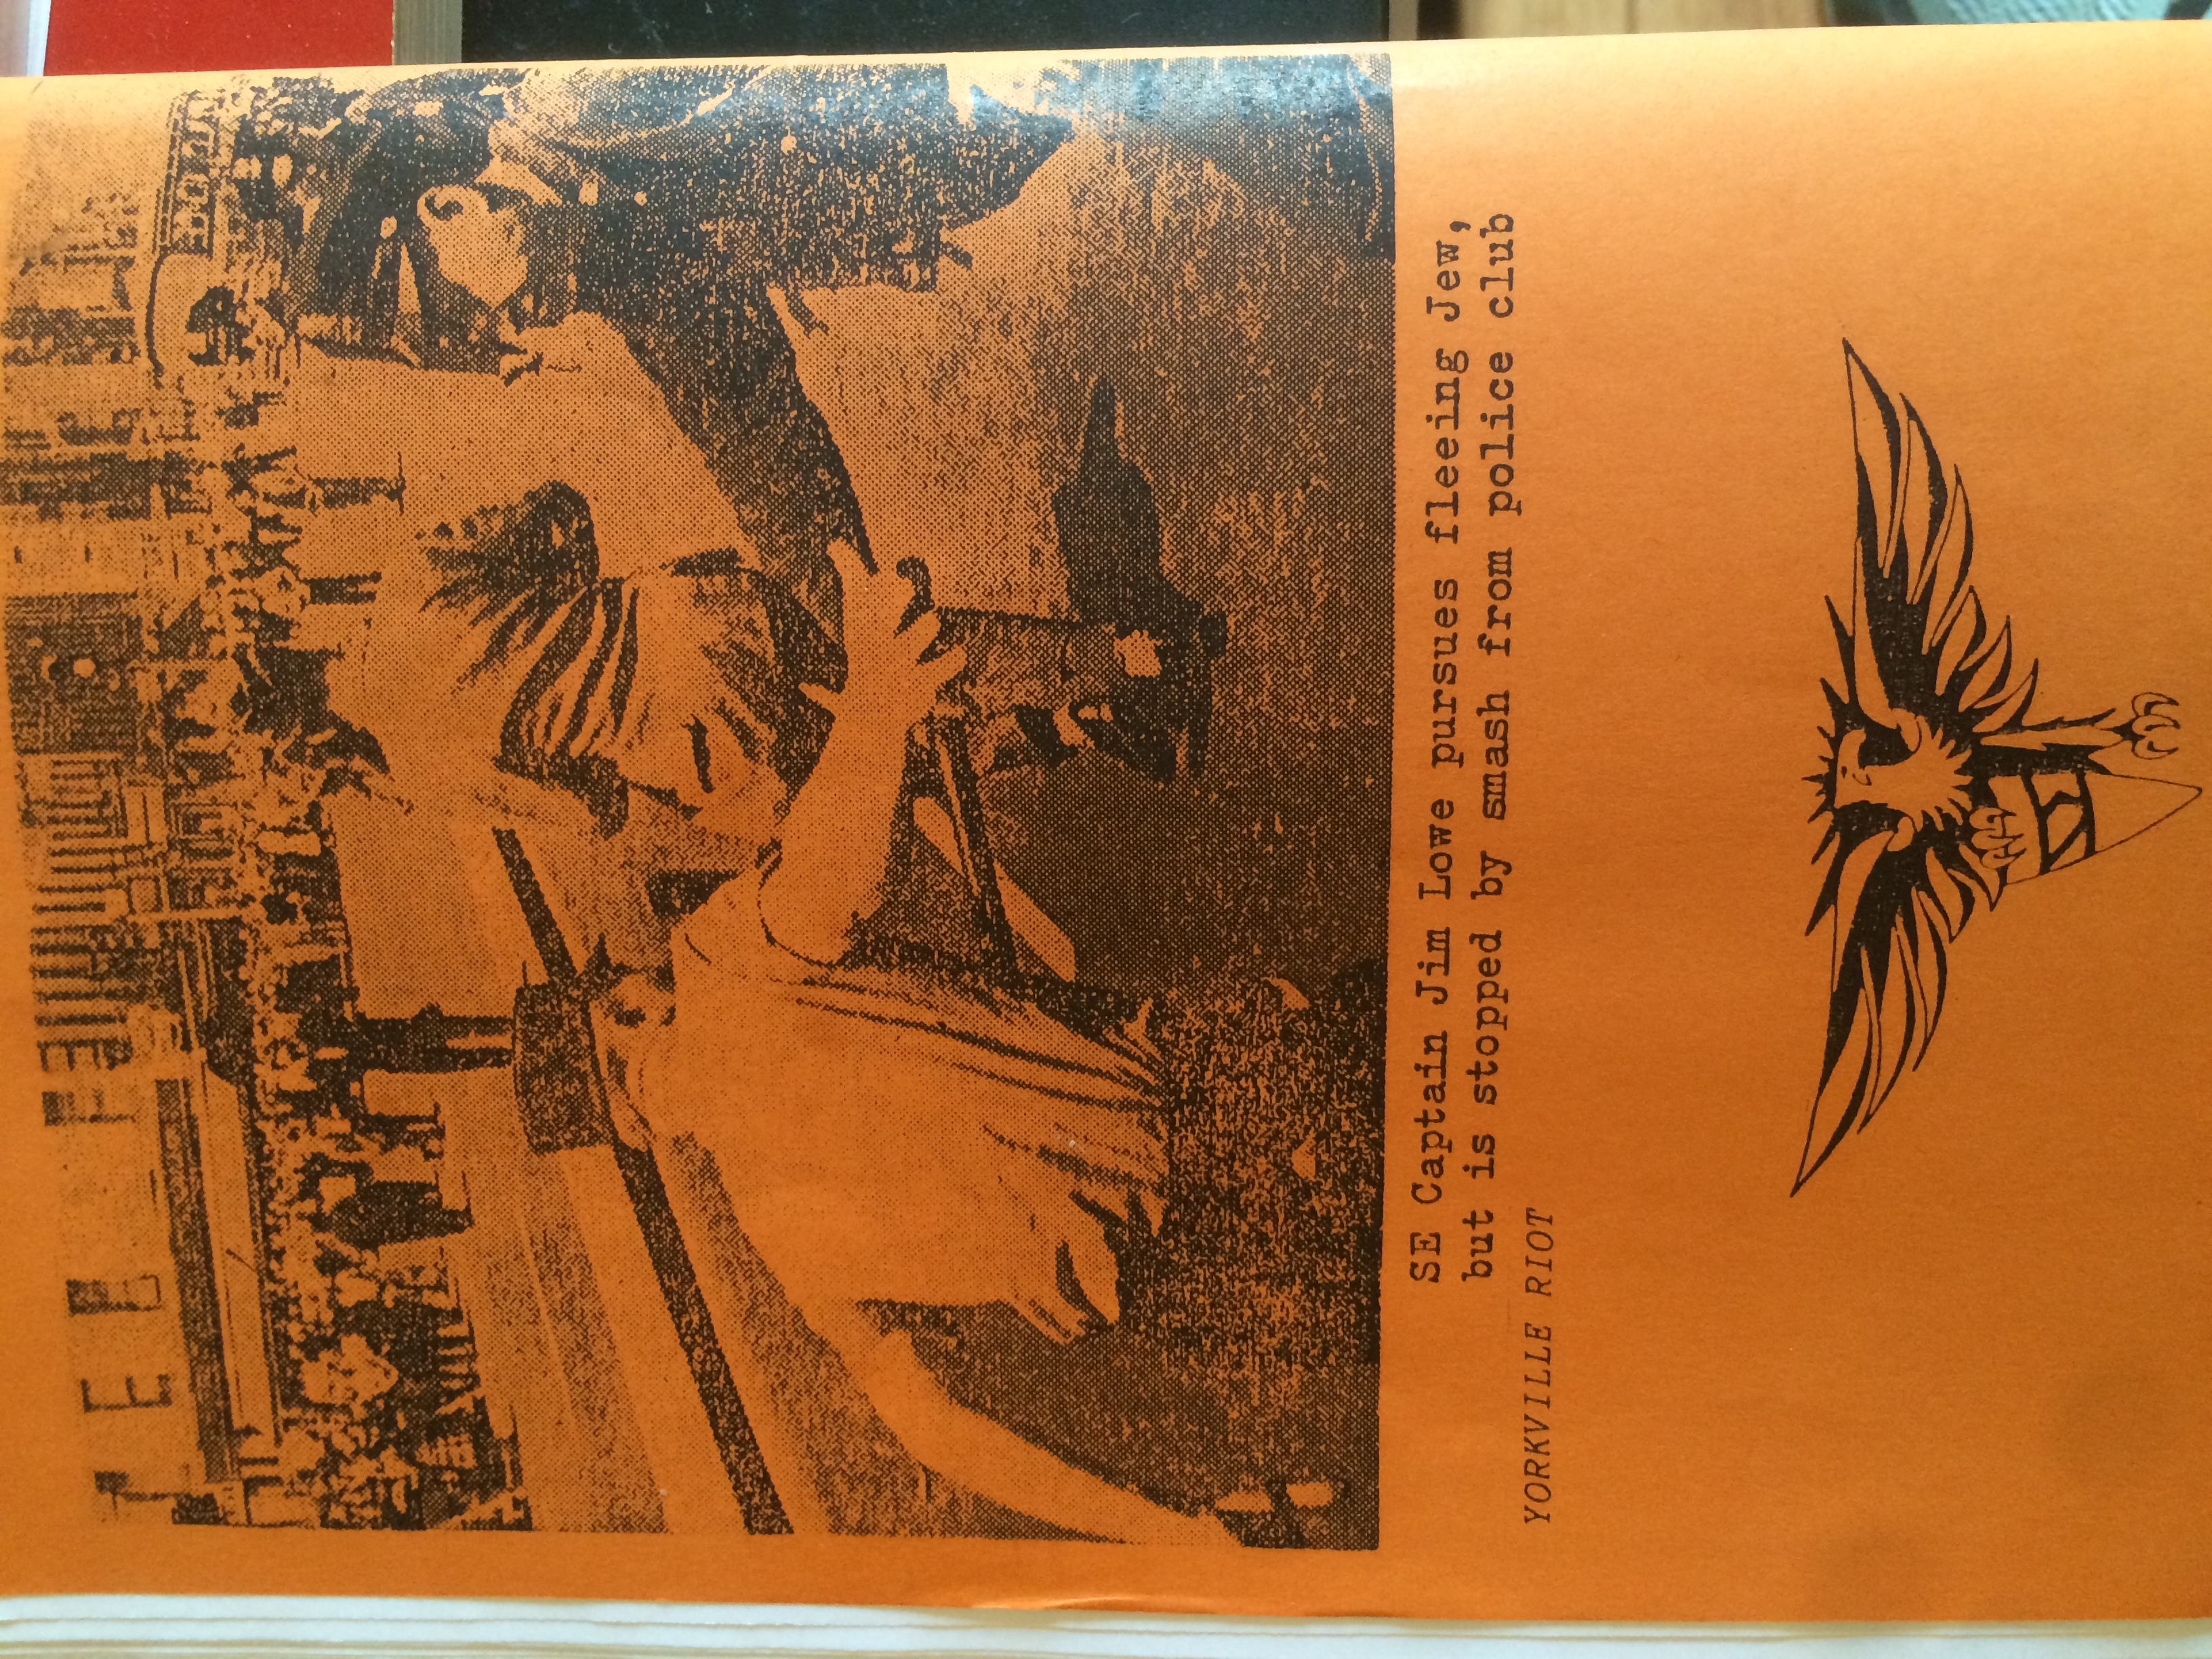 SE Captain Jim Lowe pursues fleeing Jew,
but is stopped by smash from police club
YORKVILLE RIOT